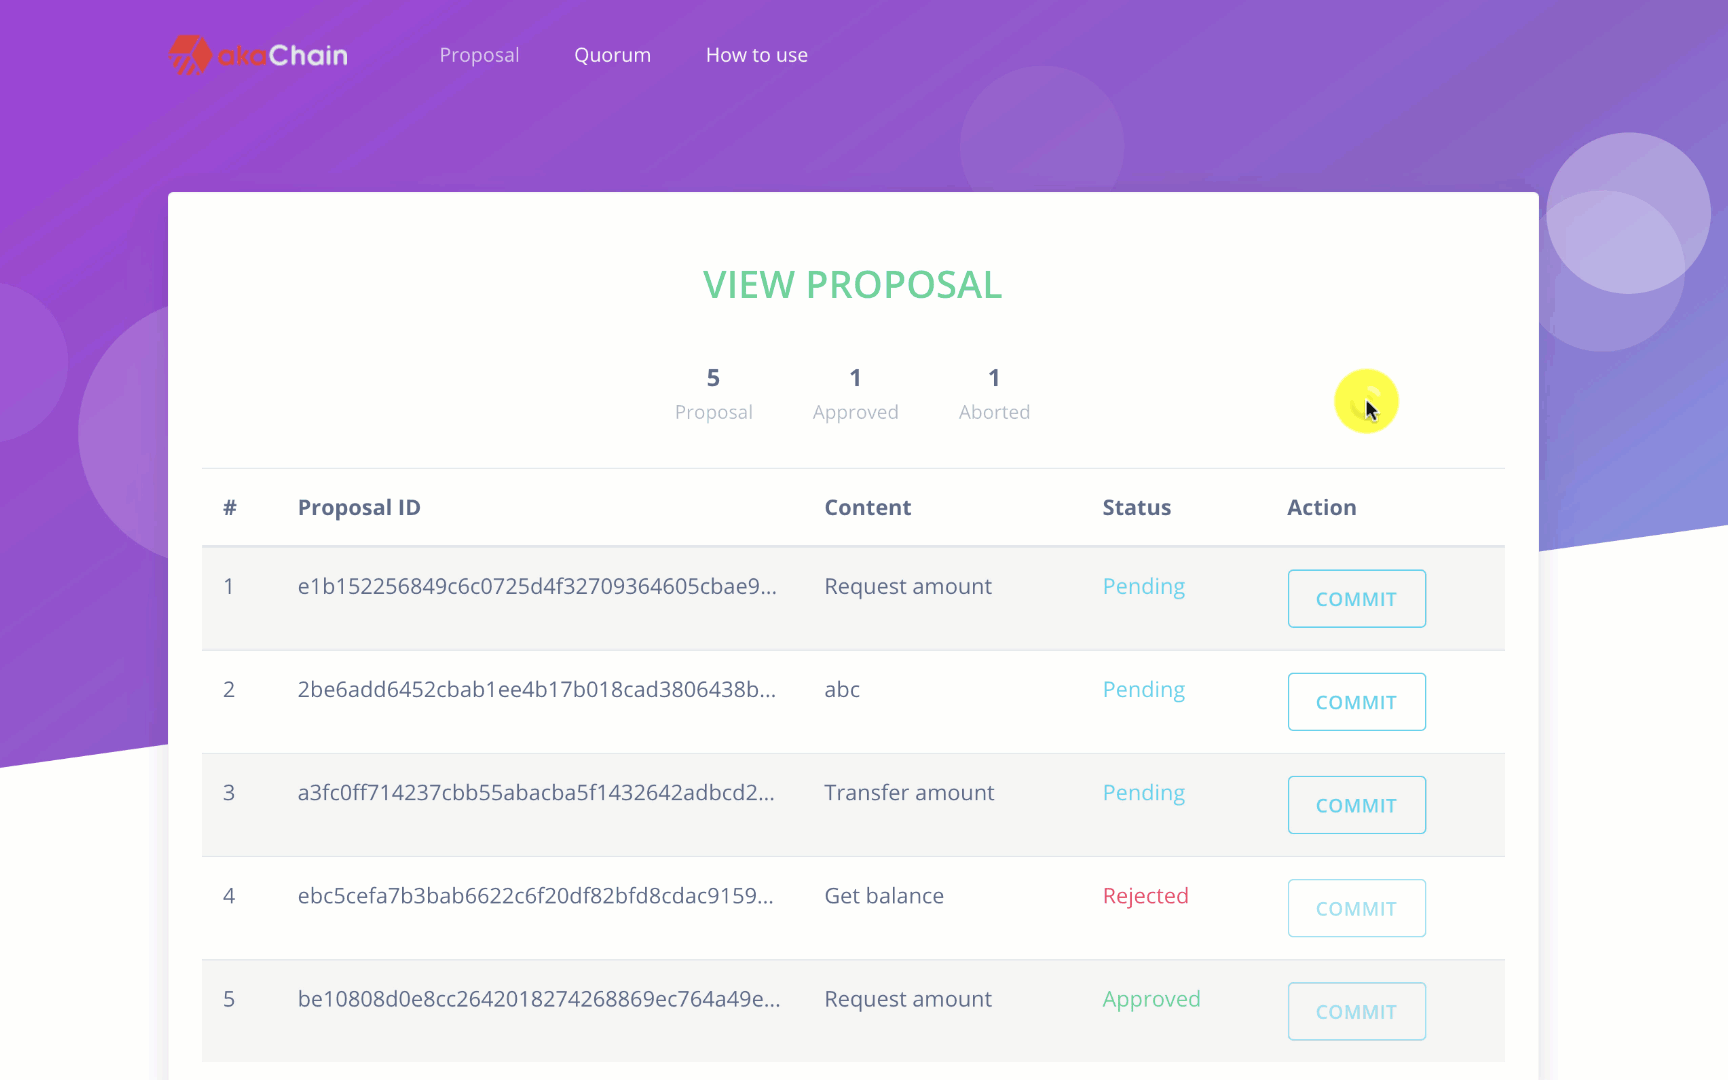 akaChain Proposal Quorum How to use
VIEW PROPOSAL
5 1 1
Proposal Approved Aborted
# Proposal ID Content Status Action
1 e1b152256849c6c0725d4f32709364605cbae9... Request amount Pending COMMIT
2 2be6add6452cbab1ee4b17b018cad3806438b... abc Pending COMMIT
3 a3fc0ff714237cbb55abacba5f1432642adbcd2... Transfer amount Pending COMMIT
4 ebc5cefa7b3bab6622c6f20df82bfd8cdac9159... Get balance Rejected COMMIT
5 be10808d0e8cc2642018274268869ec764a49e... Request amount Approved COMMIT